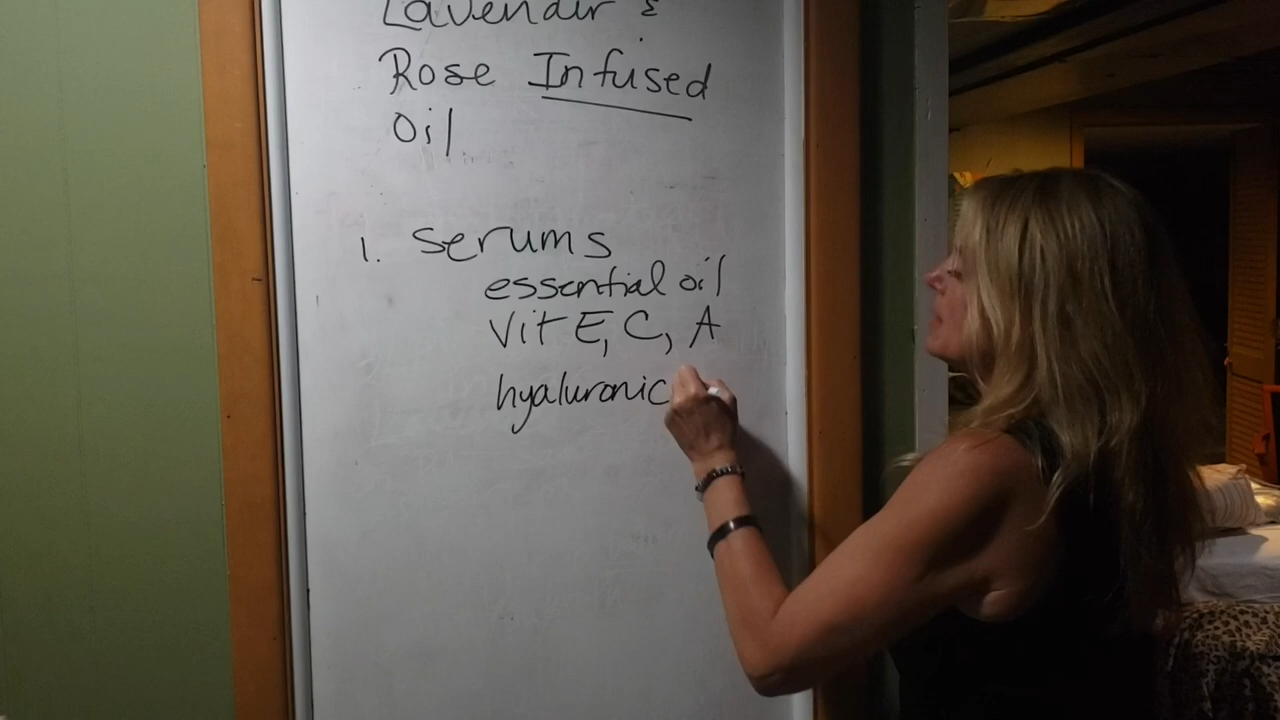 Lavender &
Rose Infused
Oil
1. serums
essential oil
Vit E, C, A
hyaluronic